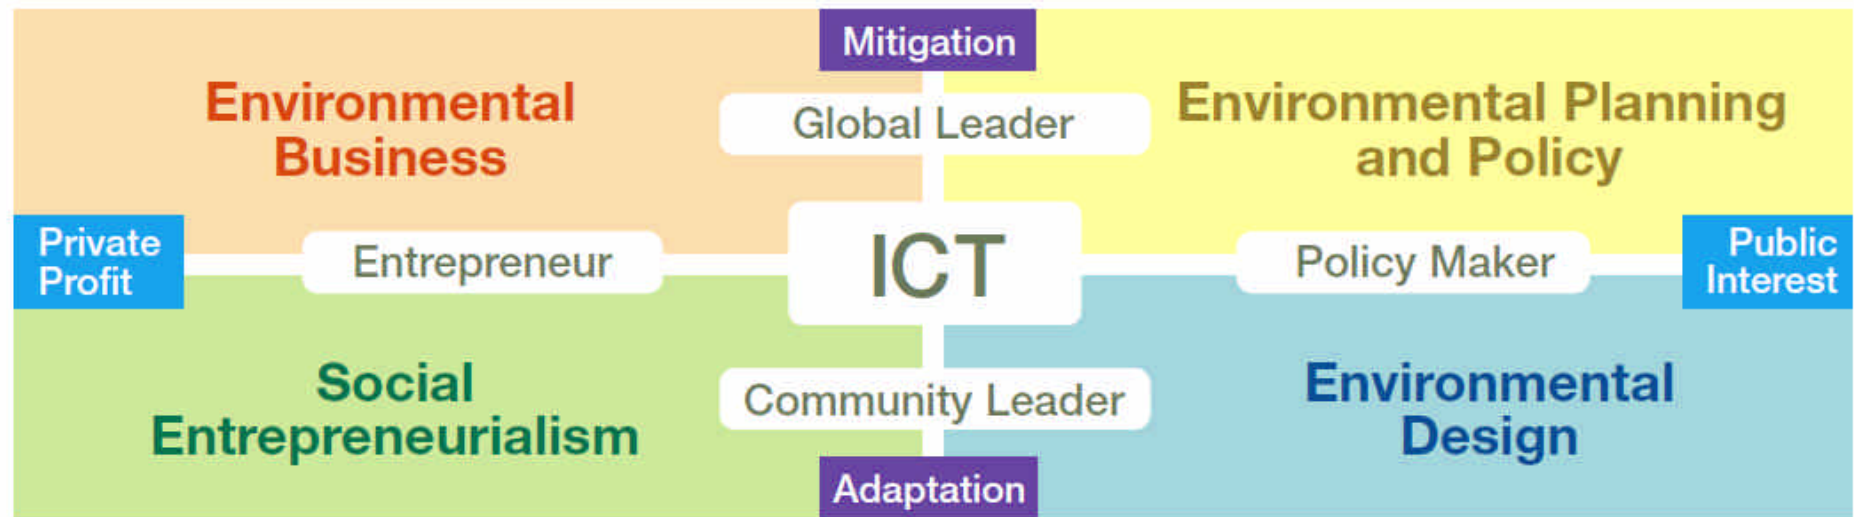 Mitigation
Environmental
Business
Global Leader
Environmental Planning
and Policy
Private
Profit
Entrepreneur
ICT
Policy Maker
Public
Interest
Social
Entrepreneurialism
Community Leader
Environmental
Design
Adaptation